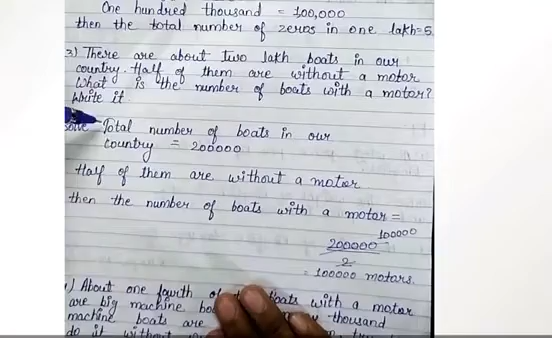 One hundred thousand = 100,000
then the total number of zeros in one lakh=5
3) There are about two lakh boats in our
country. Half of them are without a motor
What is the number of boats with a motor?
Write it
Total number of boats in our
country = 200000
Half of them are without a motor
then the number of boats with a motor =
100000
200000
2
= 100000 motors.
) About one fourth of boats with a motor
are big machine
machine boats are thousand
do it without